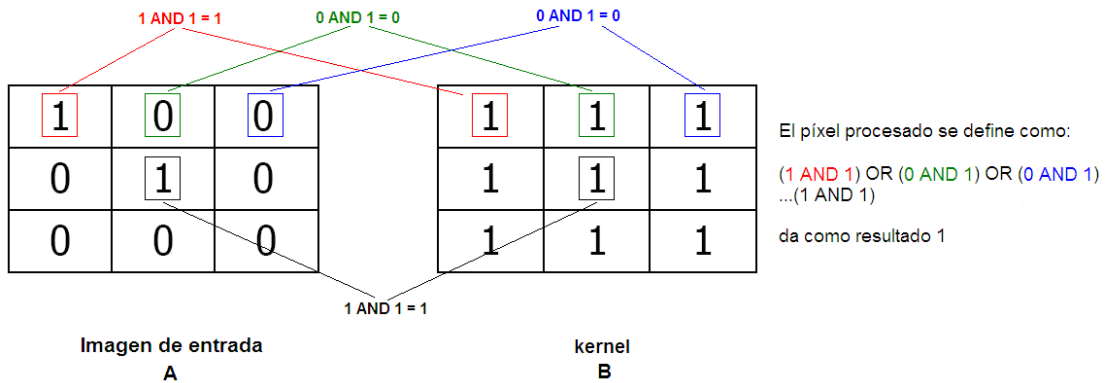 1 AND 1 = 1
0 AND 1 = 0
0 AND 1 = 0
1 0 0
0 1 0
0 0 0
1 1 1
1 1 1
1 1 1
El píxel procesado se define como:
(1 AND 1) OR (0 AND 1) OR (0 AND 1)
...(1 AND 1)
da como resultado 1
1 AND 1 = 1
Imagen de entrada
A
kernel
B